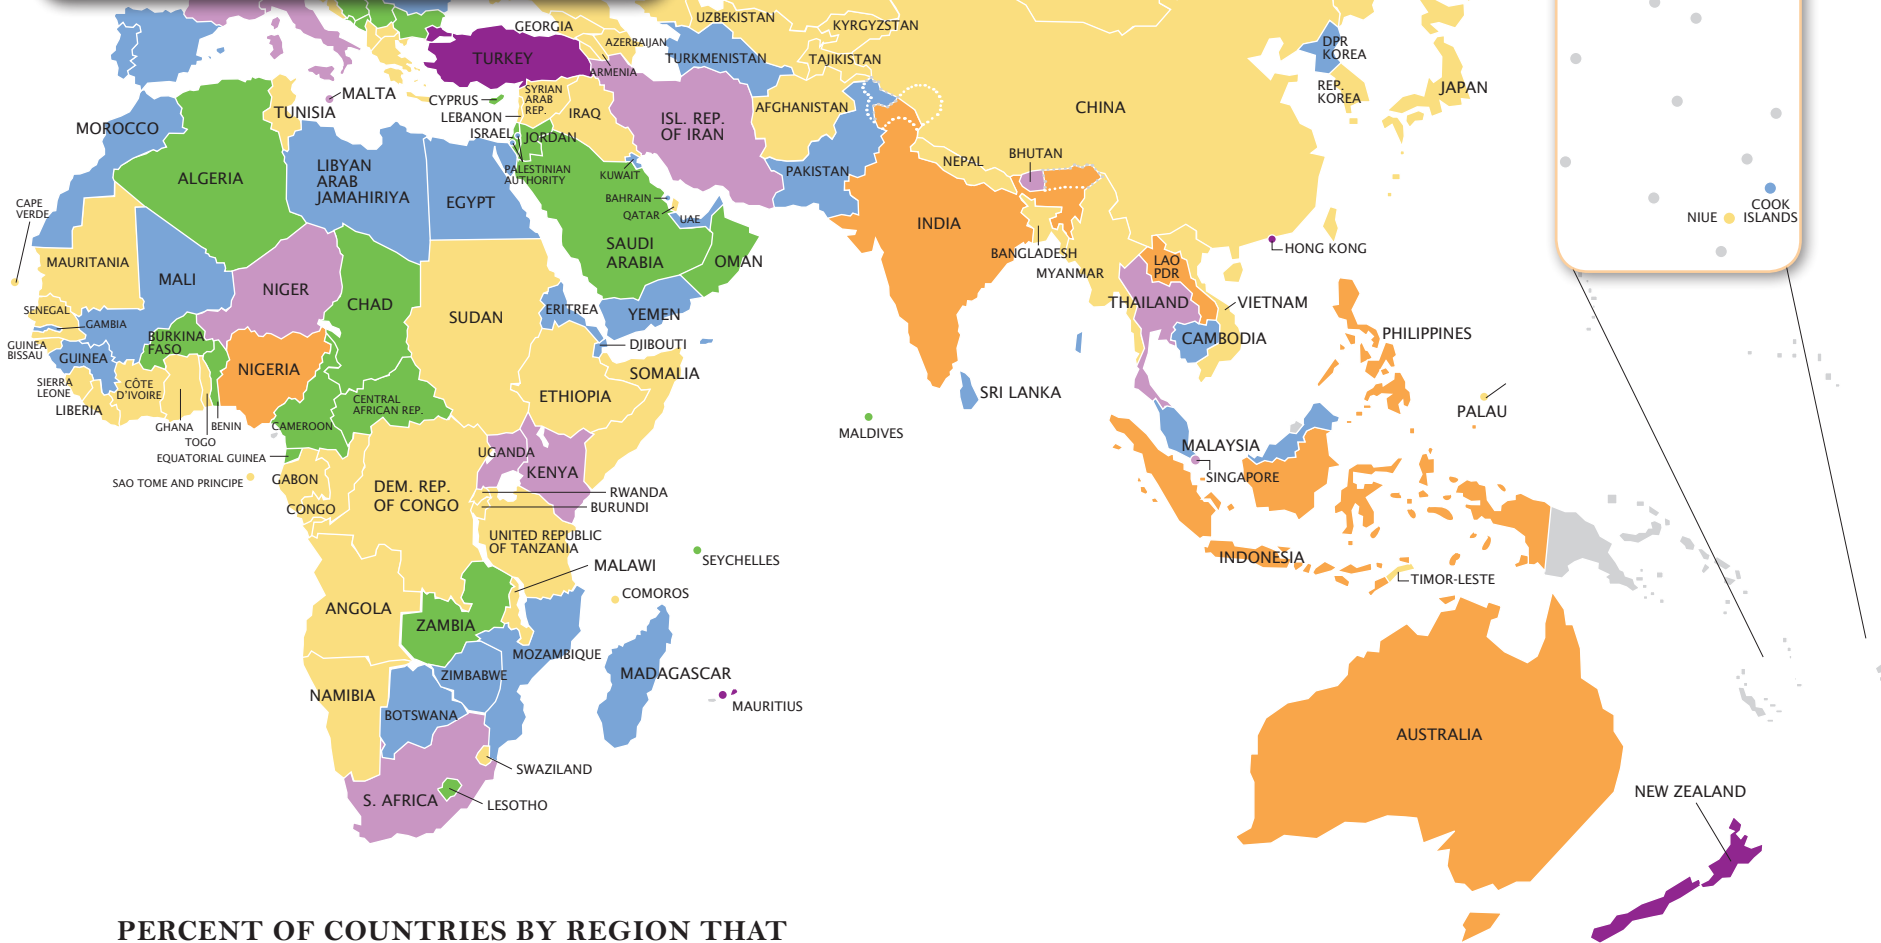 UZBEKISTAN
KYRGYZSTAN
GEORGIA
AZERBAIJAN
DPR
KOREA
TURKEY
TURKMENISTAN
TAJIKISTAN
ARMENIA
MALTA
CYPRUS
SYRIAN
ARAB
REP.
REP.
KOREA
JAPAN
TUNISIA
LEBANON
IRAQ
ISL. REP.
OF IRAN
AFGHANISTAN
CHINA
MOROCCO
ISRAEL
JORDAN
LIBYAN
ARAB
JAMAHIRIYA
ALGERIA
EGYPT
PALESTINIAN
AUTHORITY
KUWAIT
PAKISTAN
NEPAL
BHUTAN
CAPE
VERDE
BAHRAIN
QATAR
UAE
INDIA
COOK
ISLANDS
NIUE
SAUDI
ARABIA
OMAN
BANGLADESH
MYANMAR
HONG KONG
MAURITANIA
MALI
NIGER
CHAD
SUDAN
LAO
PDR
THAILAND
VIETNAM
SENEGAL
GAMBIA
ERITREA
YEMEN
GUINEA
BISSAU
GUINEA
BURKINA
FASO
DJIBOUTI
CAMBODIA
PHILIPPINES
SIERRA
LEONE
CÔTE
D'IVOIRE
NIGERIA
SOMALIA
ETHIOPIA
LIBERIA
CENTRAL
AFRICAN REP.
SRI LANKA
PALAU
GHANA
BENIN
CAMEROON
TOGO
MALDIVES
EQUATORIAL GUINEA
UGANDA
KENYA
MALAYSIA
SINGAPORE
SAO TOME AND PRINCIPE
GABON
DEM. REP.
OF CONGO
RWANDA
BURUNDI
CONGO
UNITED REPUBLIC
OF TANZANIA
SEYCHELLES
INDONESIA
MALAWI
TIMOR-LESTE
COMOROS
ANGOLA
ZAMBIA
MOZAMBIQUE
ZIMBABWE
MADAGASCAR
NAMIBIA
MAURITIUS
BOTSWANA
AUSTRALIA
SWAZILAND
NEW ZEALAND
S. AFRICA
LESOTHO
PERCENT OF COUNTRIES BY REGION THAT